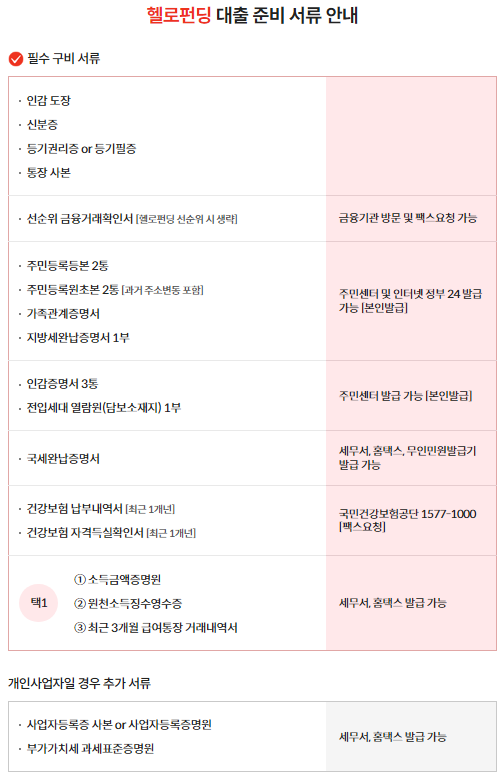 헬로펀딩 대출 준비 서류 안내
필수 구비 서류
· 인감 도장
· 신분증
· 등기권리증 or 등기필증
· 통장 사본
· 선순위 금융거래확인서 [헬로펀딩 선순위 시 생략]
금융기관 방문 및 팩스요청 가능
· 주민등록등본 2통
· 주민등록원초본 2통 [과거 주소변동 포함]
· 가족관계증명서
· 지방세완납증명서 1부
주민센터 및 인터넷 정부 24 발급
가능 [본인발급]
· 인감증명서 3통
· 전입세대 열람원(담보소재지) 1부
주민센터 발급 가능 [본인발급]
· 국세완납증명서
세무서, 홈택스, 무인민원발급기
발급 가능
· 건강보험 납부내역서 [최근 1개년]
· 건강보험 자격득실확인서 [최근 1개년]
국민건강보험공단 1577-1000
[팩스요청]
택1
① 소득금액증명원
② 원천소득징수영수증
③ 최근 3개월 급여통장 거래내역서
세무서, 홈택스 발급 가능
개인사업자일 경우 추가 서류
· 사업자등록증 사본 or 사업자등록증명원
· 부가가치세 과세표준증명원
세무서, 홈택스 발급 가능